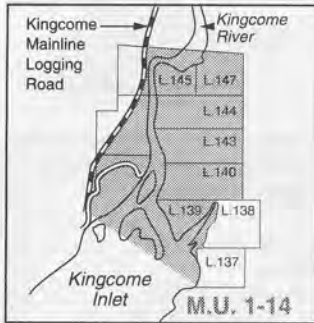 Kingcome
Mainline
Logging
Road
Kingcome
River
L.145
L.147
L.144
L.143
L.140
L.139
L.138
L.137
Kingcome
Inlet
M.U. 1-14